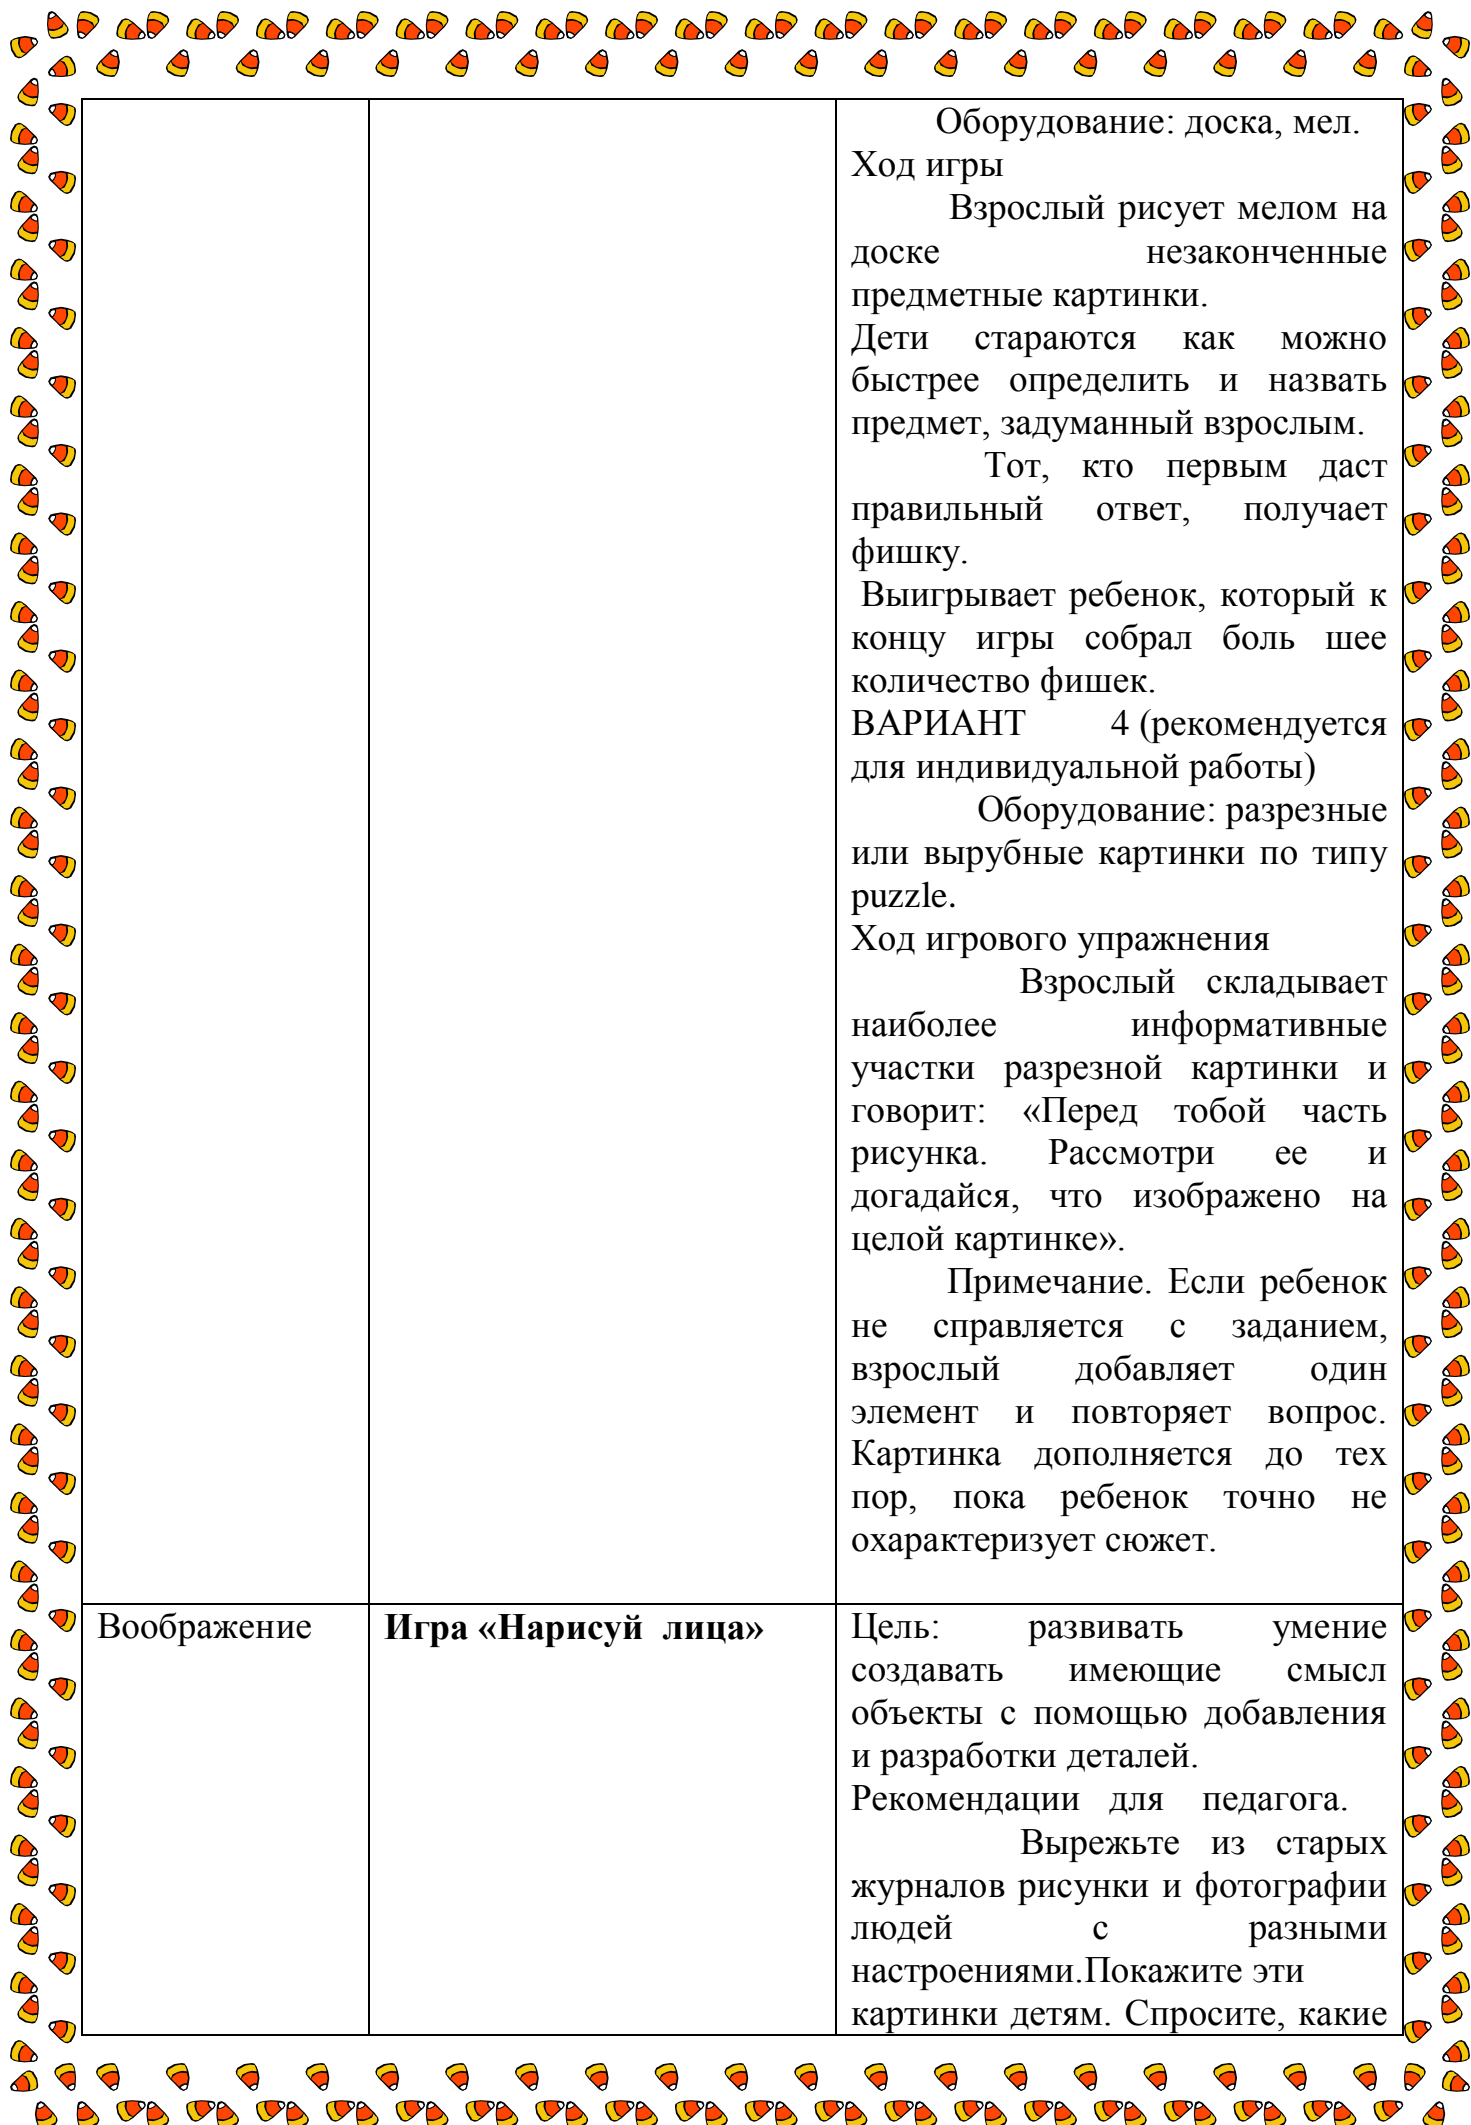 Оборудование: доска, мел.
Ход игры
Взрослый рисует мелом на
доске незаконченные
предметные картинки.
Дети стараются как можно
быстрее определить и назвать
предмет, задуманный взрослым.
Тот, кто первым даст
правильный ответ, получает
фишку.
Выигрывает ребенок, который к
концу игры собрал боль шее
количество фишек.
ВАРИАНТ 4 (рекомендуется
для индивидуальной работы)
Оборудование: разрезные
или вырубные картинки по типу
puzzle.
Ход игрового упражнения
Взрослый складывает
наиболее информативные
участки разрезной картинки и
говорит: «Перед тобой часть
рисунка. Рассмотри ее и
догадайся, что изображено на
целой картинке».
Примечание. Если ребенок
не справляется с заданием,
взрослый добавляет один
элемент и повторяет вопрос.
Картинка дополняется до тех
пор, пока ребенок точно не
охарактеризует сюжет.
Воображение
Игра «Нарисуй лица»
Цель: развивать умение
создавать имеющие смысл
объекты с помощью добавления
и разработки деталей.
Рекомендации для педагога.
Вырежьте из старых
журналов рисунки и фотографии
людей с разными
настроениями.Покажите эти
картинки детям. Спросите, какие